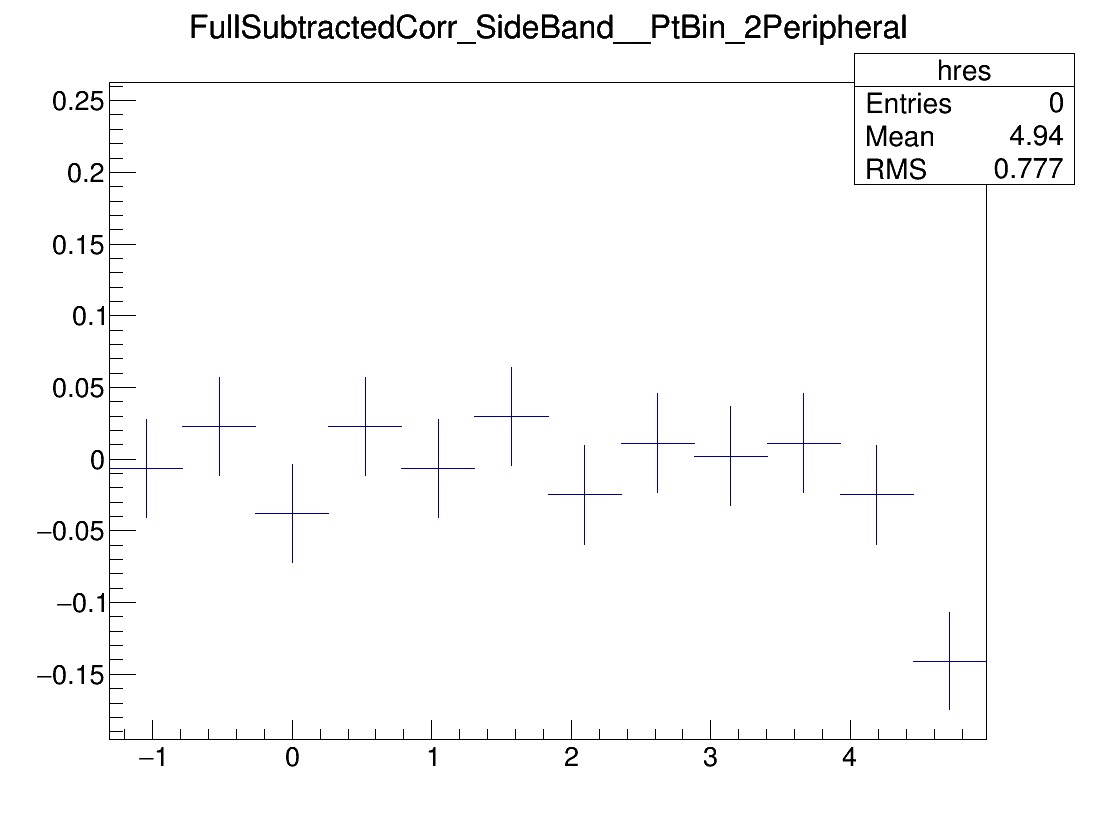 FullSubtractedCorr_SideBand__PtBin_2Peripheral
hres
Entries 0
Mean 4.94
RMS 0.777
0.25
0.2
0.15
0.1
0.05
0
−0.05
−0.1
−0.15
−1 0 1 2 3 4